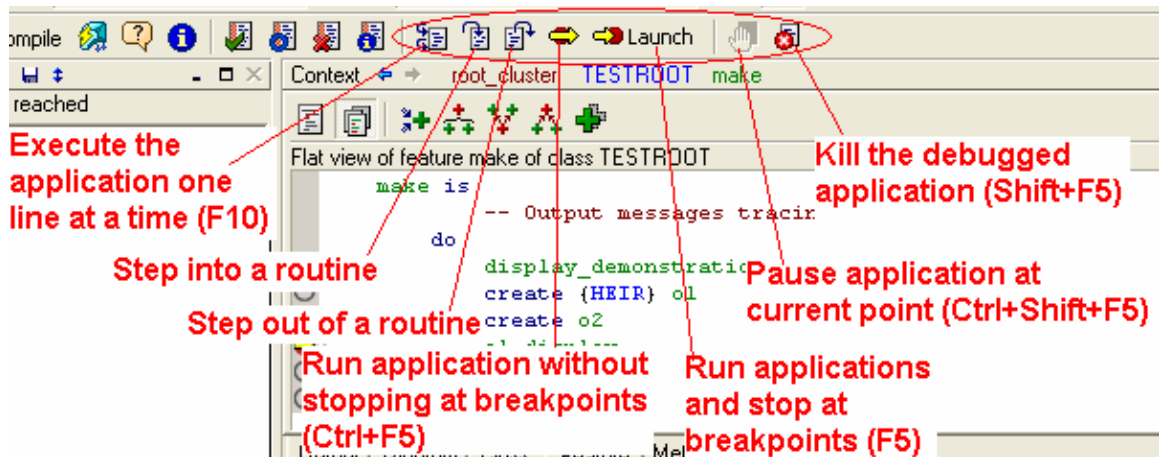 ompile Launch
Context root_cluster TESTROOT make
reached
Flat view of feature make of class TESTROOT
make is
-- Output messages tracin
do
display_demonstratio
create {HEIR} o1
create o2
Execute the
application one
line at a time (F10)
Step into a routine
Step out of a routine
Run application without
stopping at breakpoints
(Ctrl+F5)
Run applications
and stop at
breakpoints (F5)
Pause application at
current point (Ctrl+Shift+F5)
Kill the debugged
application (Shift+F5)